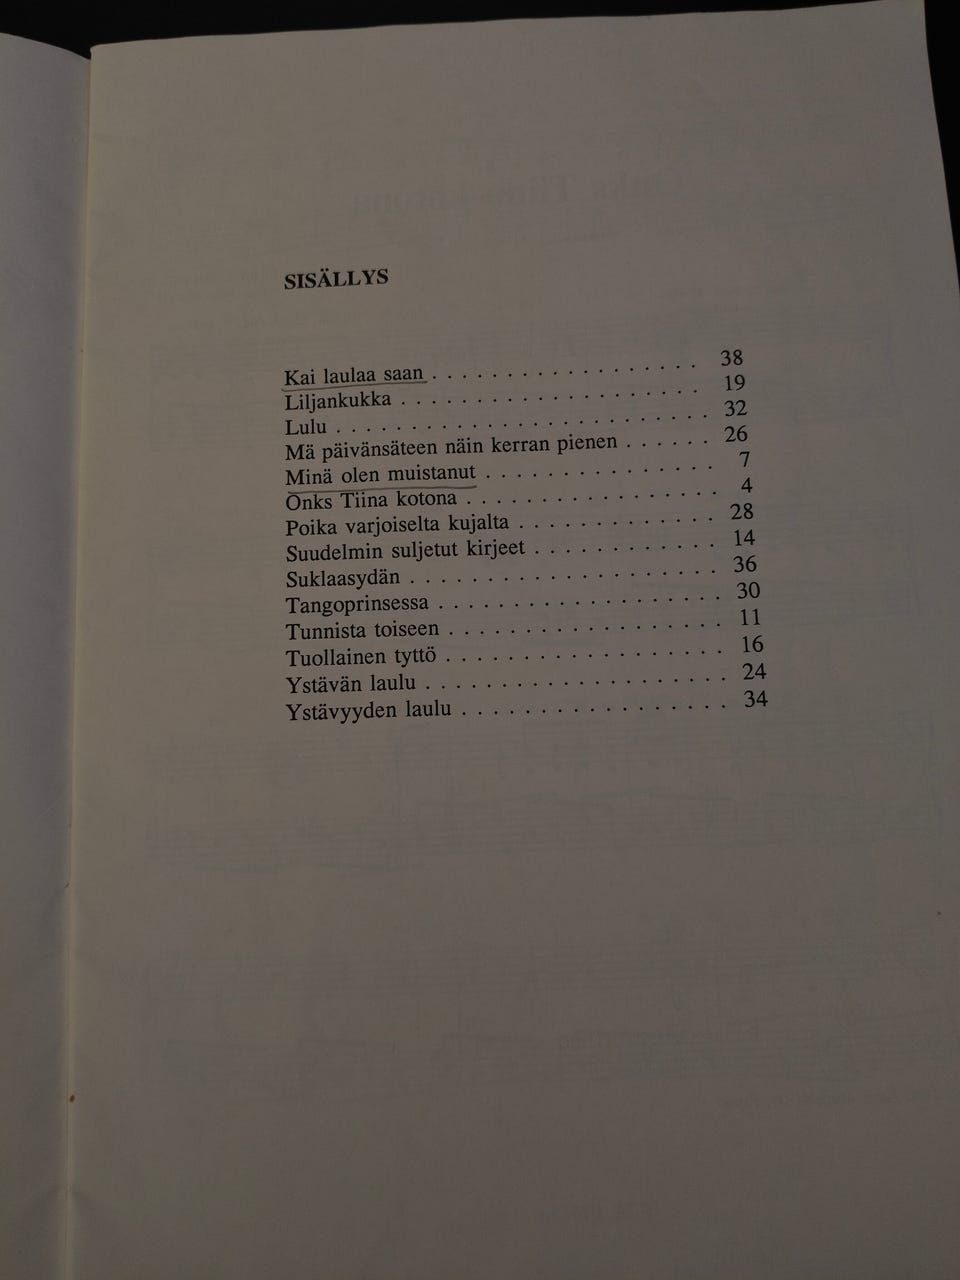 SISÄLLYS
Kai laulaa saan . . . . . . . . . . . . . . . . . . 38
Liljankukka . . . . . . . . . . . . . . . . . . . . 19
Lulu . . . . . . . . . . . . . . . . . . . . . . . . . 32
Mä päivänsäteen näin kerran pienen . . . . . . 26
Minä olen muistanut . . . . . . . . . . . . . . . 7
Onks Tiina kotona . . . . . . . . . . . . . . . . . 4
Poika varjoiselta kujalta . . . . . . . . . . . . . 28
Suudelmin suljetut kirjeet . . . . . . . . . . . . 14
Suklaasydän . . . . . . . . . . . . . . . . . . . . 36
Tangoprinsessa . . . . . . . . . . . . . . . . . . . 30
Tunnista toiseen . . . . . . . . . . . . . . . . . . 11
Tuollainen tyttö . . . . . . . . . . . . . . . . . . 16
Ystävän laulu . . . . . . . . . . . . . . . . . . . . 24
Ystävyyden laulu . . . . . . . . . . . . . . . . . 34